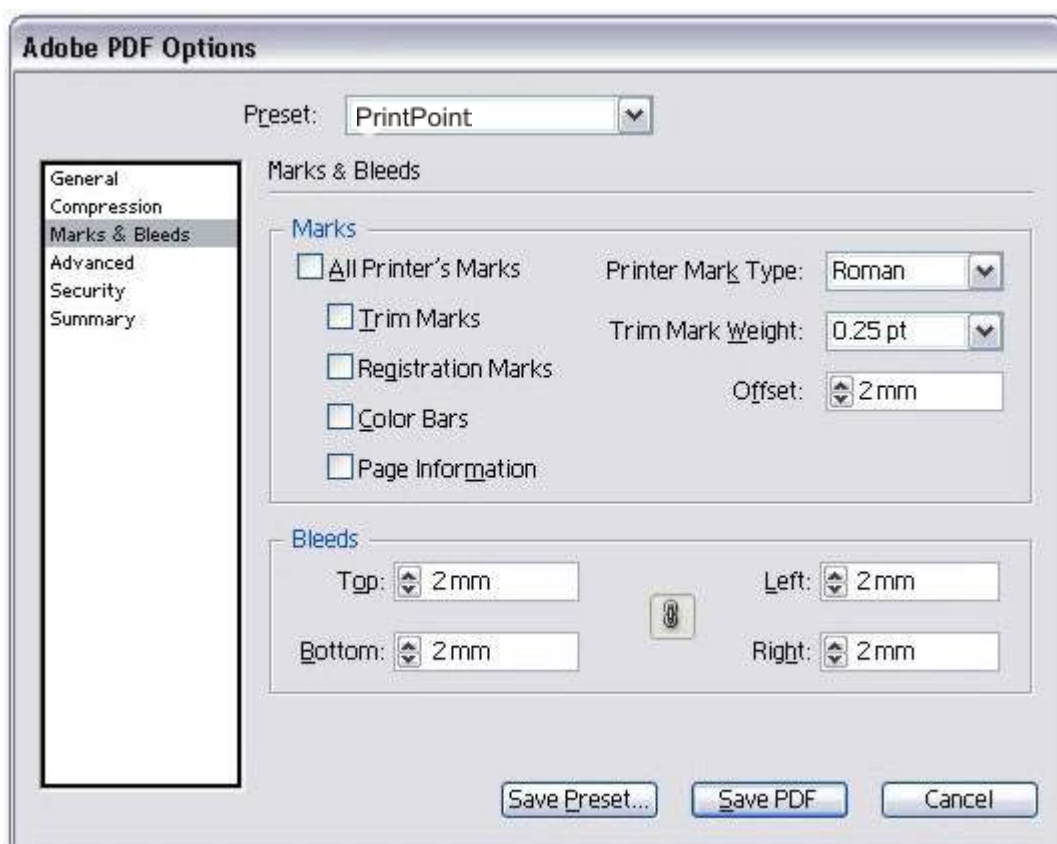 Adobe PDF Options
Preset: PrintPoint
General
Compression
Marks & Bleeds
Advanced
Security
Summary
Marks & Bleeds
Marks
All Printer's Marks
Trim Marks
Registration Marks
Color Bars
Page Information
Printer Mark Type: Roman
Trim Mark Weight: 0.25 pt
Offset: 2 mm
Bleeds
Top: 2 mm
Bottom: 2 mm
Left: 2 mm
Right: 2 mm
Save Preset...
Save PDF
Cancel